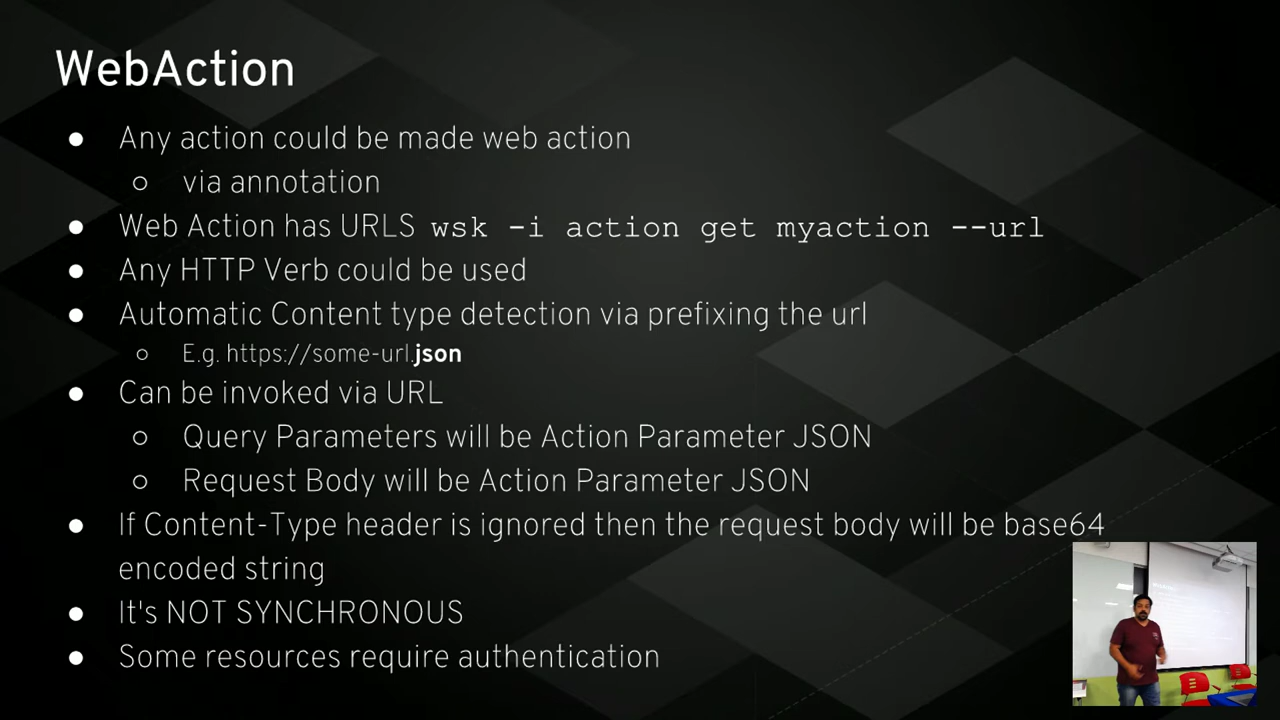 WebAction
● Any action could be made web action
○ via annotation
● Web Action has URLS wsk -i action get myaction --url
● Any HTTP Verb could be used
● Automatic Content type detection via prefixing the url
○ E.g. https://some-url.json
● Can be invoked via URL
○ Query Parameters will be Action Parameter JSON
○ Request Body will be Action Parameter JSON
● If Content-Type header is ignored then the request body will be base64
encoded string
● It's NOT SYNCHRONOUS
● Some resources require authentication